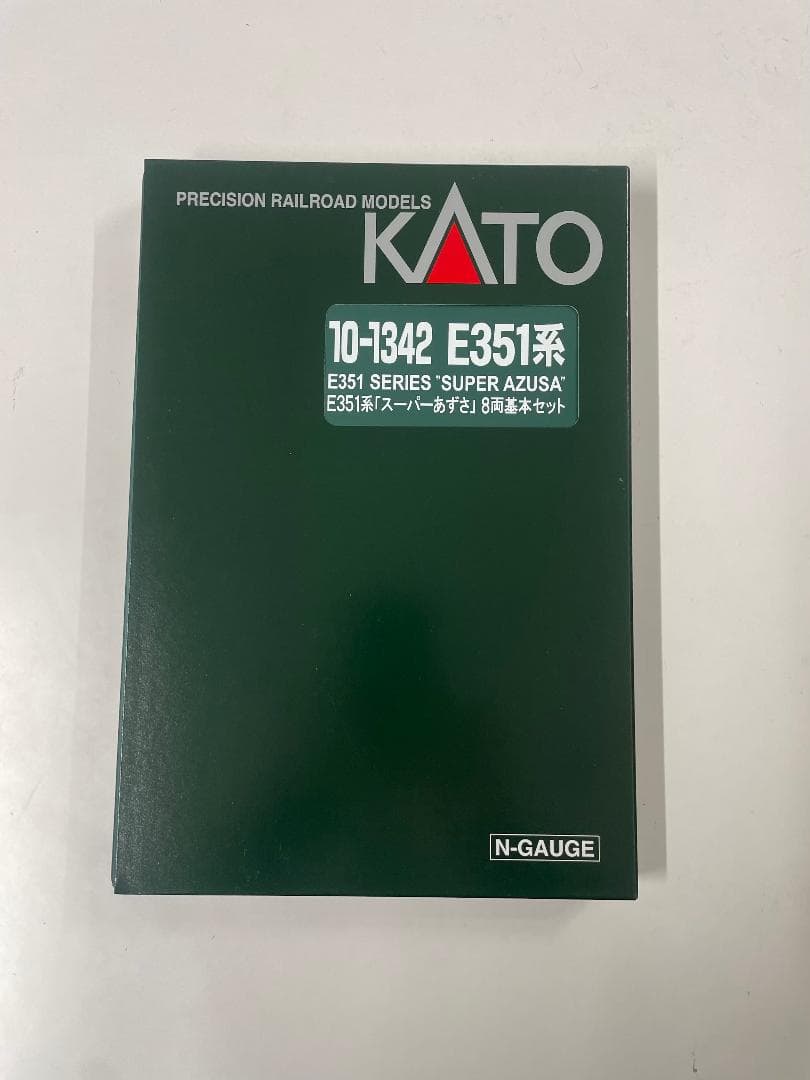 PRECISION RAILROAD MODELS
KATO
10-1342 E351系
E351 SERIES "SUPER AZUSA"
E351系「スーパーあずさ」8両基本セット
N-GAUGE